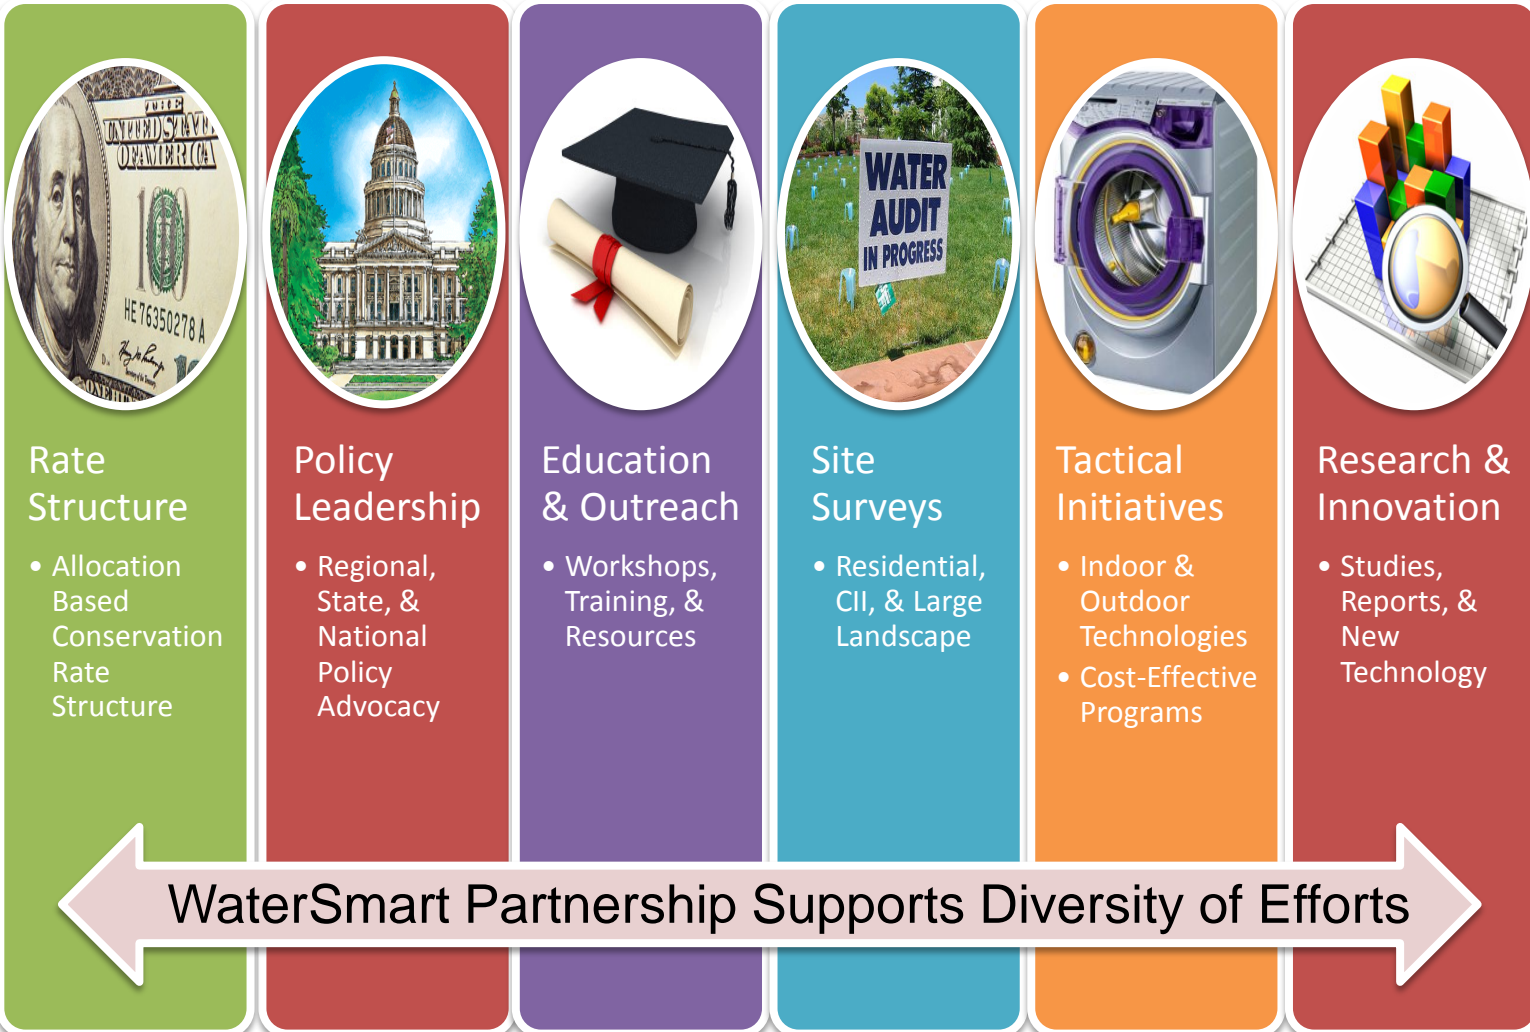 THE
UNITED STATE
OF AMERICA
100
HE 76350278 A
WATER
AUDIT
IN PROGRESS
Rate
Structure
• Allocation
Based
Conservation
Rate
Structure
Policy
Leadership
• Regional,
State, &
National
Policy
Advocacy
Education
& Outreach
• Workshops,
Training, &
Resources
Site
Surveys
• Residential,
CII, & Large
Landscape
Tactical
Initiatives
• Indoor &
Outdoor
Technologies
• Cost-Effective
Programs
Research &
Innovation
• Studies,
Reports, &
New
Technology
WaterSmart Partnership Supports Diversity of Efforts